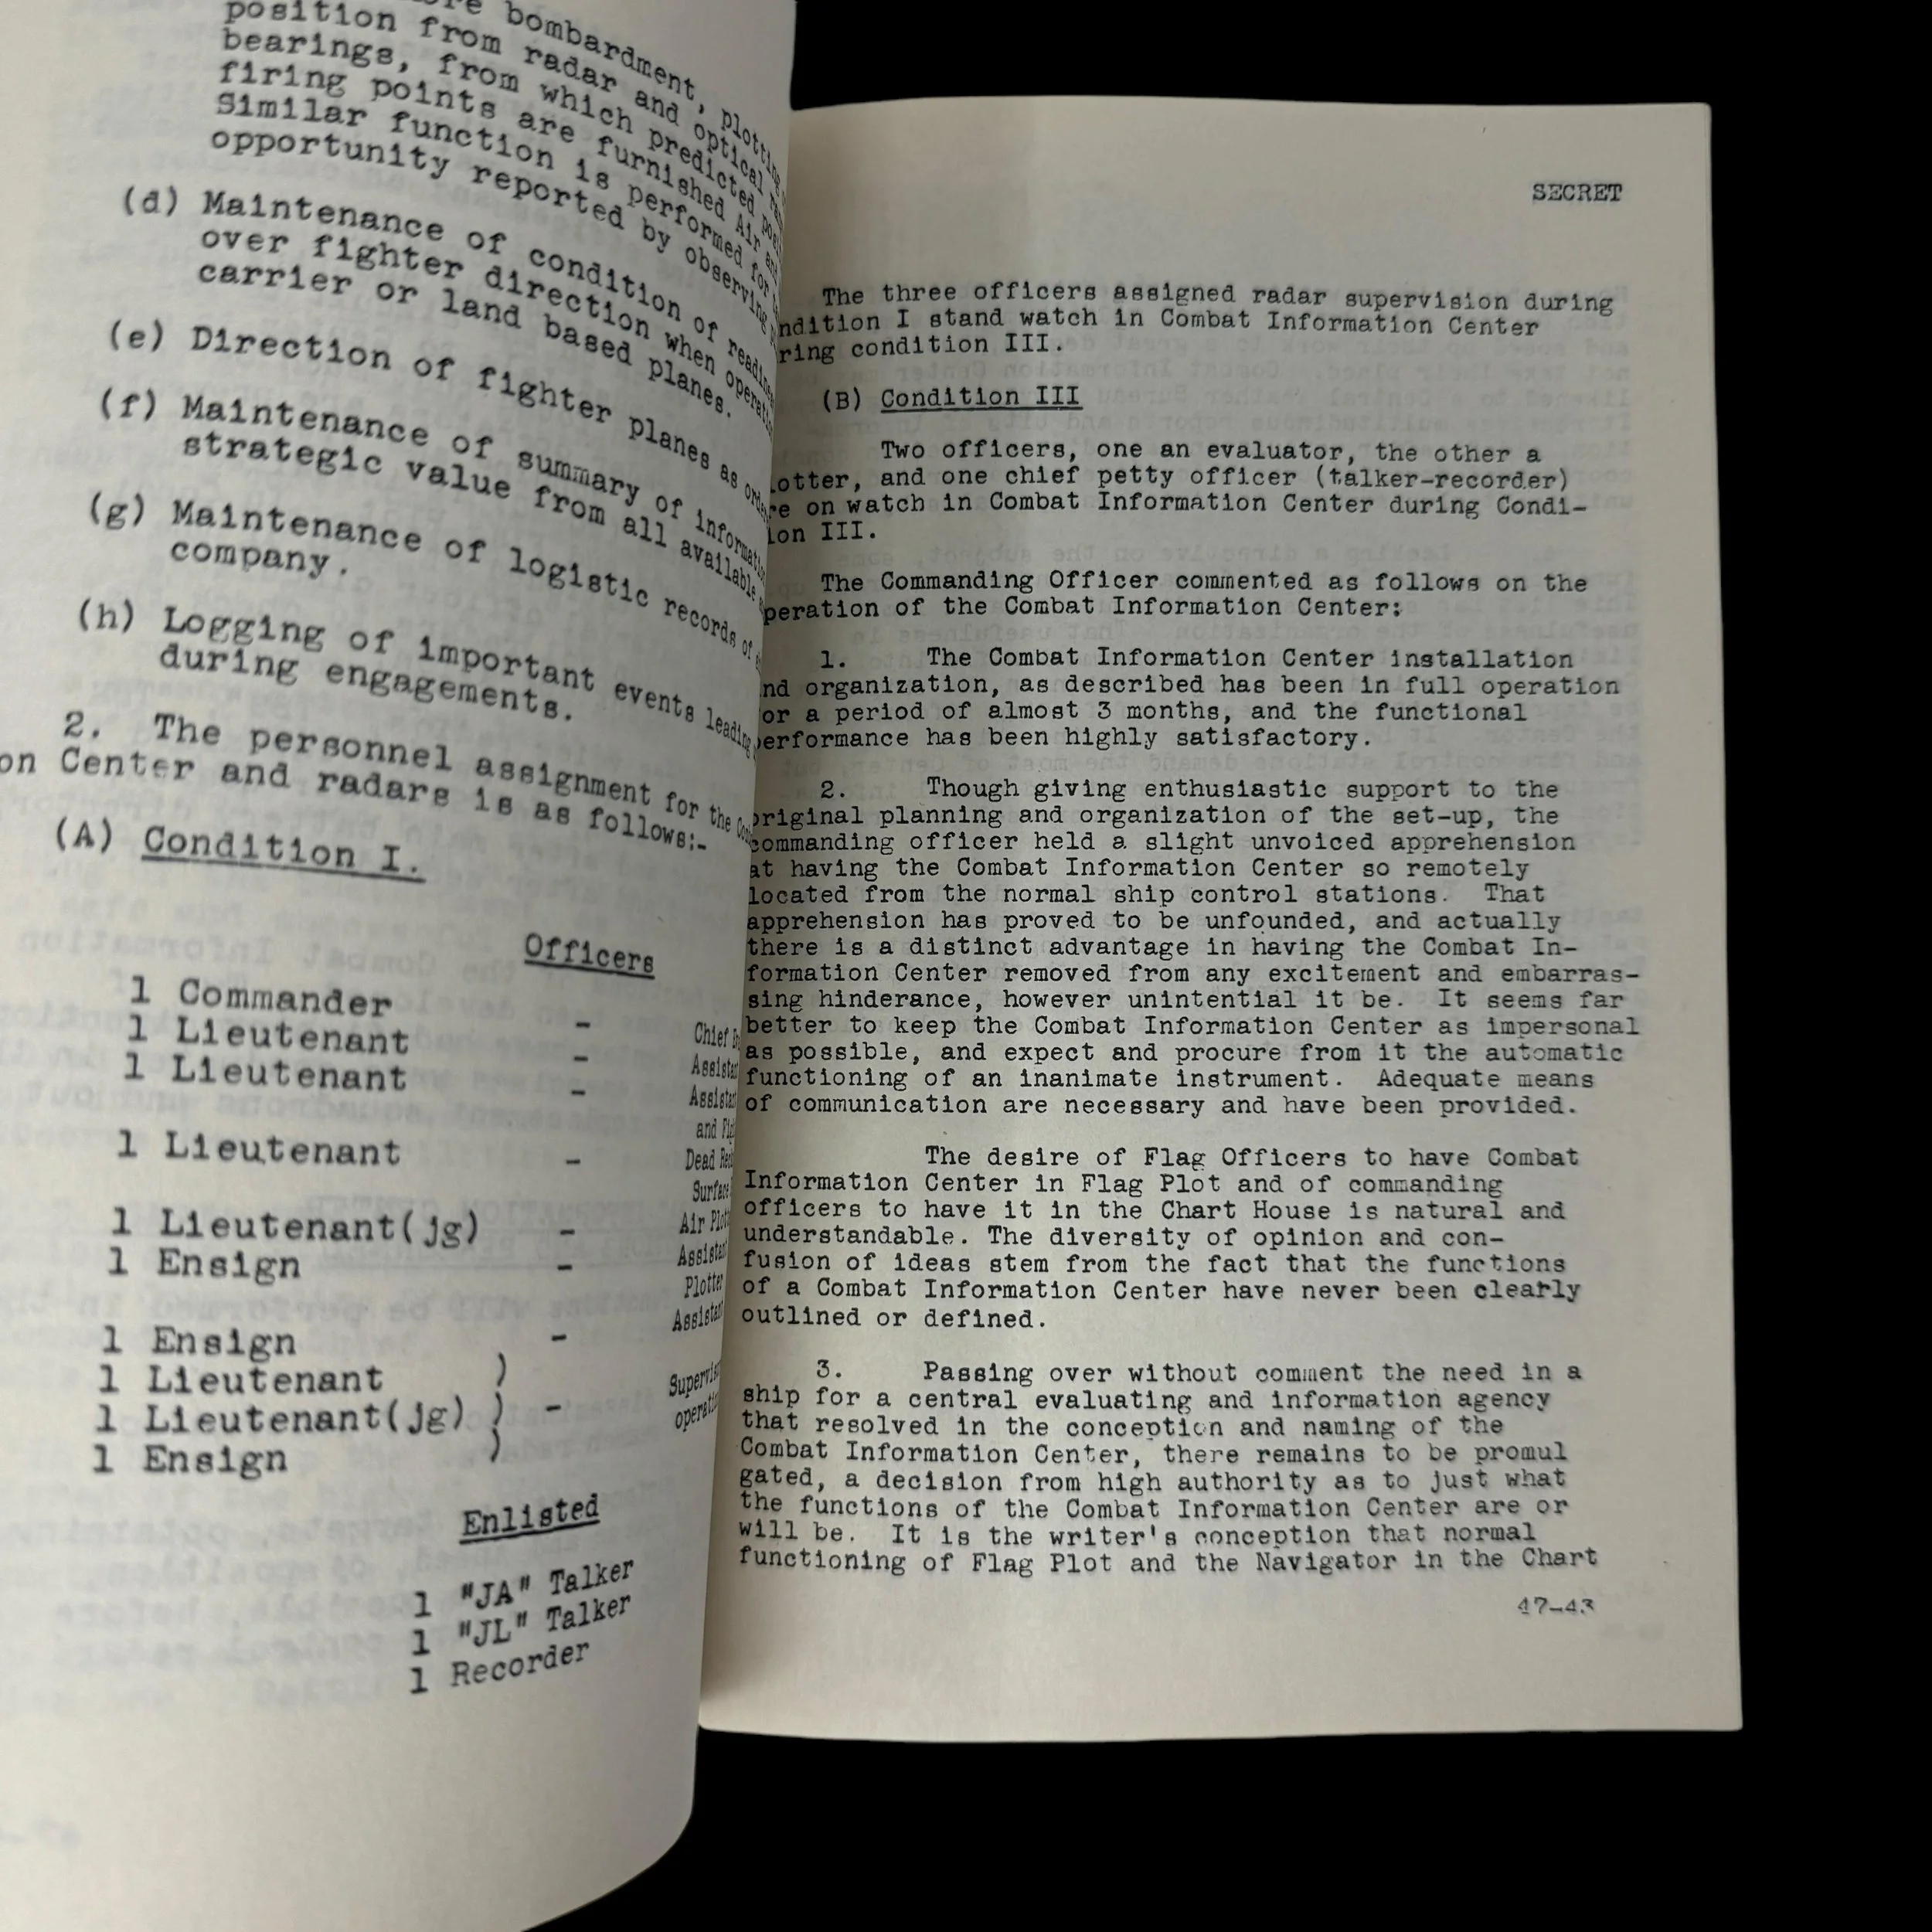 bombardment, plotting
position from radar and optical
bearings, from which predicted
firing points are furnished Air and
Similar function is performed for
opportunity reported by observing
(d) Maintenance of condition of
over fighter direction when
carrier or land based planes.
(e) Direction of fighter planes as
(f) Maintenance of summary of
strategic value from all available
(g) Maintenance of logistic records of
company.
(h) Logging of important events leading
during engagements.
2. The personnel assignment for the
on Center and radars is as follows:-
(A) Condition I.
Officers
1 Commander - Chief
1 Lieutenant -
1 Lieutenant -
and
1 Lieutenant - Dead
1 Lieutenant(jg) - Air
1 Ensign -
Plotter
1 Ensign -
1 Lieutenant )
1 Lieutenant(jg) ) -
1 Ensign )
Enlisted
1 "JA" Talker
1 "JL" Talker
1 Recorder
SECRET
The three officers assigned radar supervision during
ndition I stand watch in Combat Information Center
ring condition III.
(B) Condition III
Two officers, one an evaluator, the other a
otter, and one chief petty officer (talker-recorder)
re on watch in Combat Information Center during Condi-
ion III.
The Commanding Officer commented as follows on the
peration of the Combat Information Center:
1. The Combat Information Center installation
nd organization, as described has been in full operation
or a period of almost 3 months, and the functional
erformance has been highly satisfactory.
2. Though giving enthusiastic support to the
original planning and organization of the set-up, the
commanding officer held a slight unvoiced apprehension
at having the Combat Information Center so remotely
located from the normal ship control stations. That
apprehension has proved to be unfounded, and actually
there is a distinct advantage in having the Combat In-
formation Center removed from any excitement and embarras-
sing hinderance, however unintential it be. It seems far
better to keep the Combat Information Center as impersonal
as possible, and expect and procure from it the automatic
functioning of an inanimate instrument. Adequate means
of communication are necessary and have been provided.
The desire of Flag Officers to have Combat
Information Center in Flag Plot and of commanding
officers to have it in the Chart House is natural and
understandable. The diversity of opinion and con-
fusion of ideas stem from the fact that the functions
of a Combat Information Center have never been clearly
outlined or defined.
3. Passing over without comment the need in a
ship for a central evaluating and information agency
that resolved in the conception and naming of the
Combat Information Center, there remains to be promul
gated, a decision from high authority as to just what
the functions of the Combat Information Center are or
will be. It is the writer's conception that normal
functioning of Flag Plot and the Navigator in the Chart
47-43